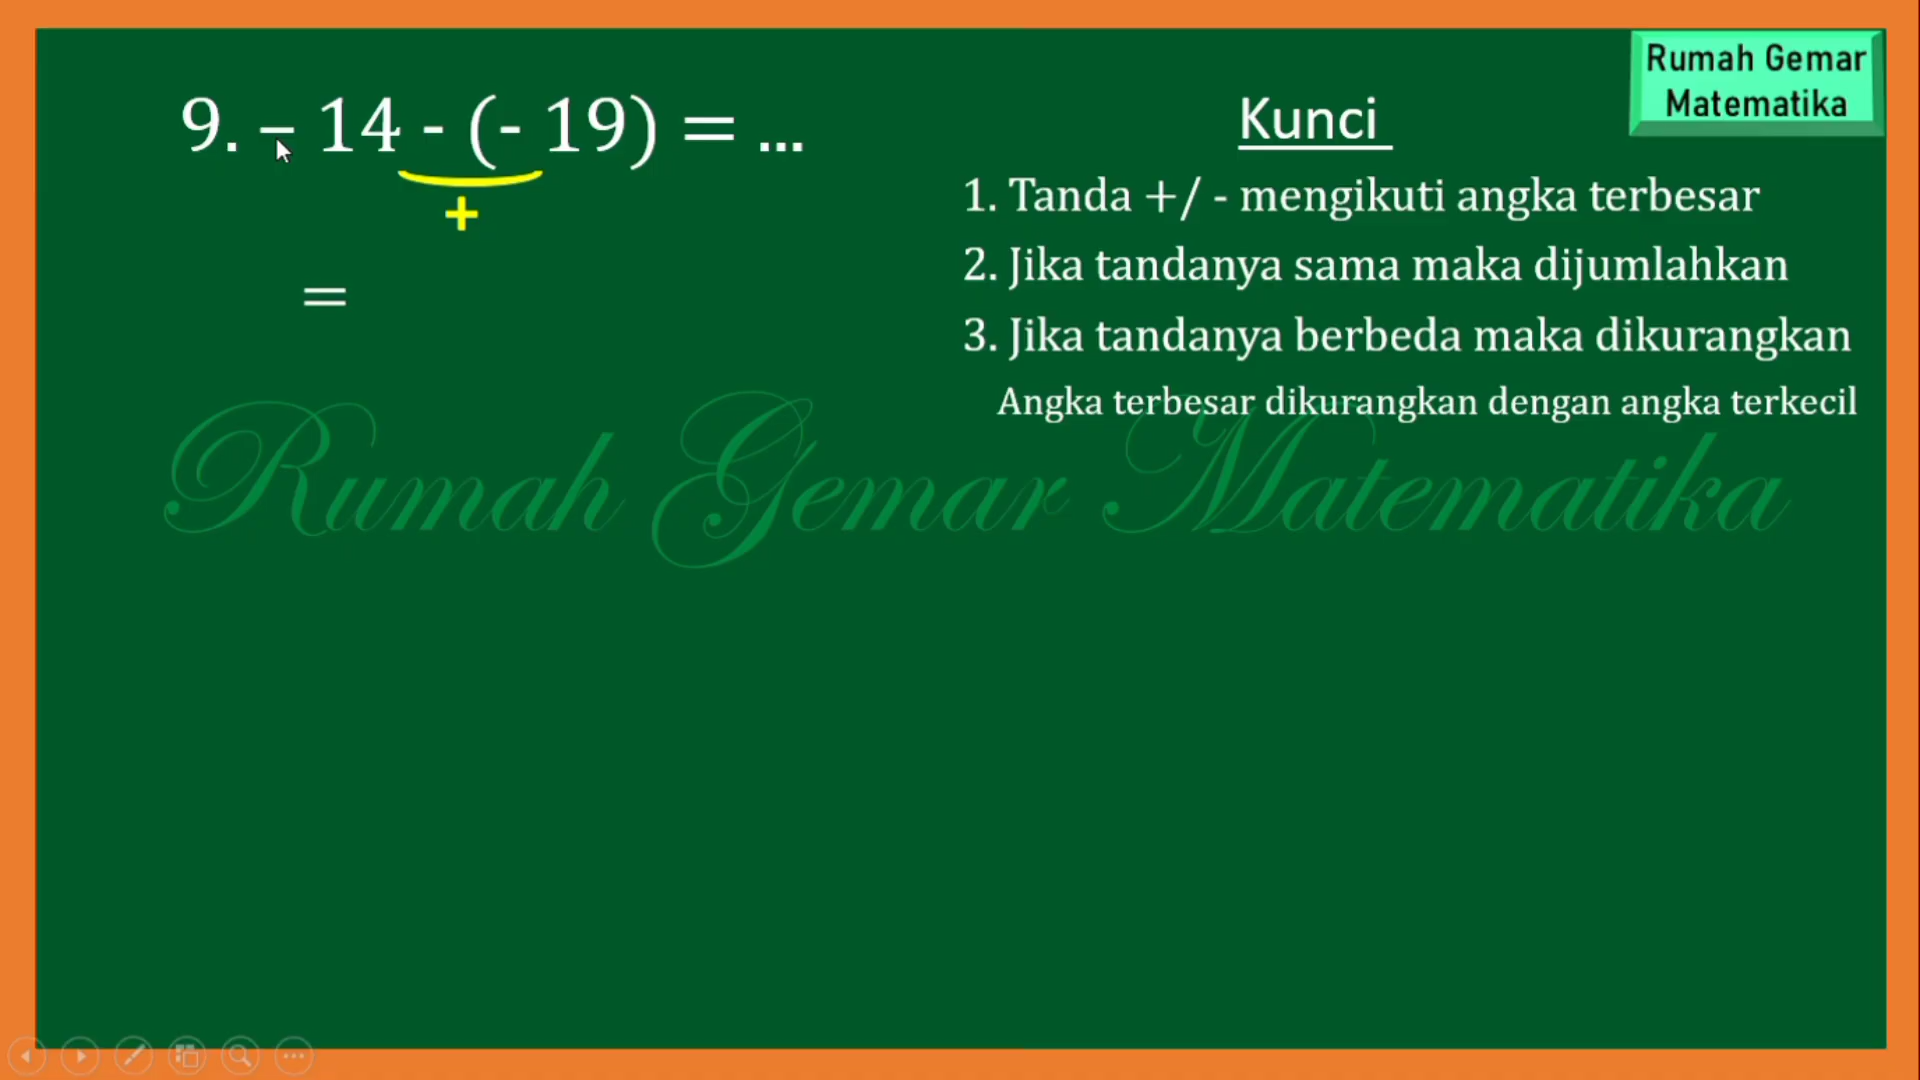 Rumah Gemar
Matematika
9. – 14 - (- 19) = ...
+
=
Kunci
1. Tanda +/ - mengikuti angka terbesar
2. Jika tandanya sama maka dijumlahkan
3. Jika tandanya berbeda maka dikurangkan
Angka terbesar dikurangkan dengan angka terkecil
Rumah Gemar Matematika